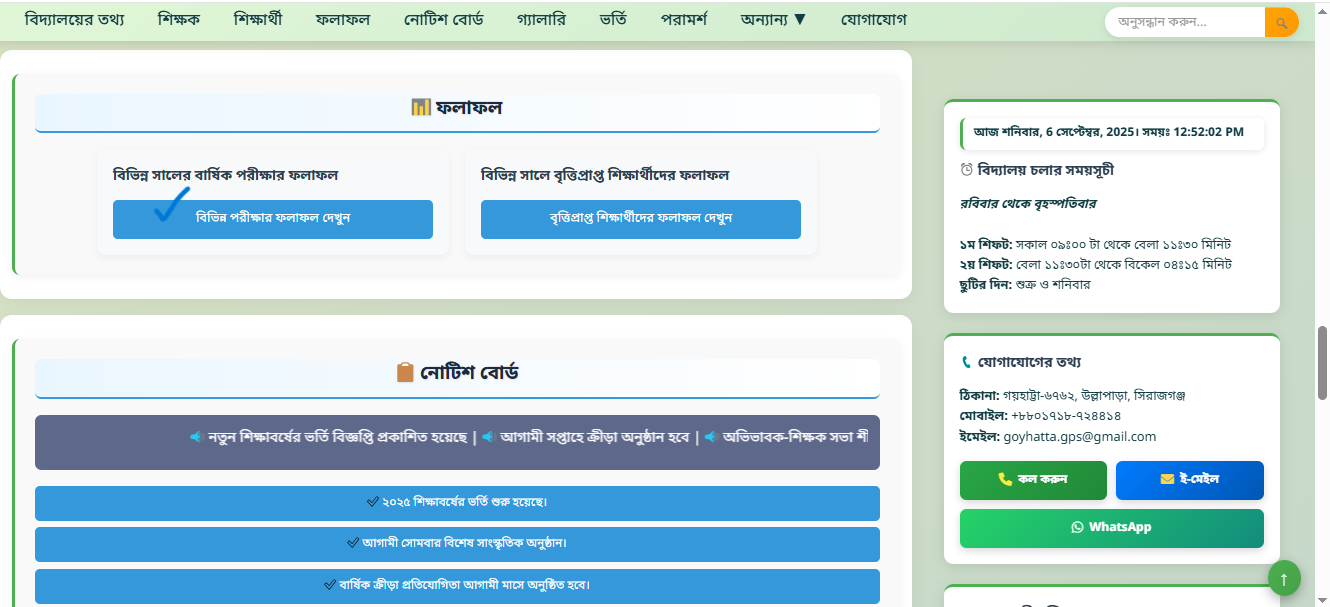 বিদ্যালয়ের তথ্য শিক্ষক শিক্ষার্থী ফলাফল নোটিশ বোর্ড গ্যালারি ভর্তি পরামর্শ অন্যান্য ▼ যোগাযোগ
অনুসন্ধান করুন...
ফলাফল
বিভিন্ন সালের বার্ষিক পরীক্ষার ফলাফল
বিভিন্ন পরীক্ষার ফলাফল দেখুন
বিভিন্ন সালে বৃত্তিপ্রাপ্ত শিক্ষার্থীদের ফলাফল
বৃত্তিপ্রাপ্ত শিক্ষার্থীদের ফলাফল দেখুন
নোটিশ বোর্ড
নতুন শিক্ষাবর্ষের ভর্তি বিজ্ঞপ্তি প্রকাশিত হয়েছে | আগামী সপ্তাহে ক্রীড়া অনুষ্ঠান হবে | অভিভাবক-শিক্ষক সভা শী
২০২৫ শিক্ষাবর্ষের ভর্তি শুরু হয়েছে।
আগামী সোমবার বিশেষ সাংস্কৃতিক অনুষ্ঠান।
বার্ষিক ক্রীড়া প্রতিযোগিতা আগামী মাসে অনুষ্ঠিত হবে।
আজ শনিবার, 6 সেপ্টেম্বর, 2025। সময়ঃ 12:52:02 PM
বিদ্যালয় চলার সময়সূচী
রবিবার থেকে বৃহস্পতিবার
১ম শিফট: সকাল ০৯ঃ০০ টা থেকে বেলা ১১ঃ৩০ মিনিট
২য় শিফট: বেলা ১১ঃ৩০টা থেকে বিকেল ০৪ঃ১৫ মিনিট
ছুটির দিন: শুক্র ও শনিবার
যোগাযোগের তথ্য
ঠিকানা: গয়হাট্টা-৬৭৬২, উল্লাপাড়া, সিরাজগঞ্জ
মোবাইল: +৮৮০১৭১৮-৭২৪৪১৪
ইমেইল: goyhatta.gps@gmail.com
কল করুন
ই-মেইল
WhatsApp